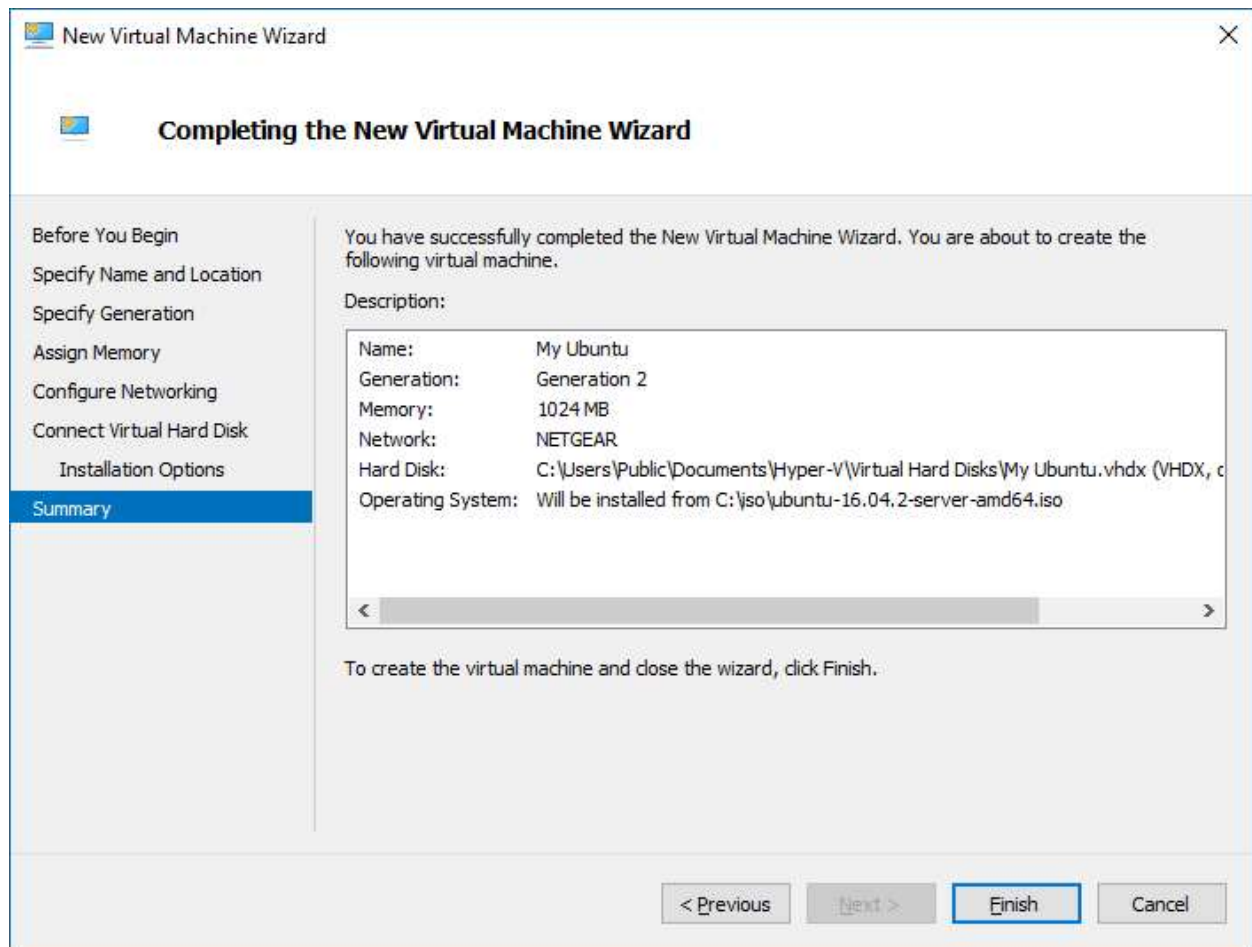 New Virtual Machine Wizard
Completing the New Virtual Machine Wizard
Before You Begin
Specify Name and Location
Specify Generation
Assign Memory
Configure Networking
Connect Virtual Hard Disk
Installation Options
Summary
You have successfully completed the New Virtual Machine Wizard. You are about to create the
following virtual machine.
Description:
Name: My Ubuntu
Generation: Generation 2
Memory: 1024 MB
Network: NETGEAR
Hard Disk: C:\Users\Public\Documents\Hyper-V\Virtual Hard Disks\My Ubuntu.vhdx (VHDX, d
Operating System: Will be installed from C:\iso\ubuntu-16.04.2-server-amd64.iso
To create the virtual machine and close the wizard, click Finish.
< Previous
Next >
Finish
Cancel